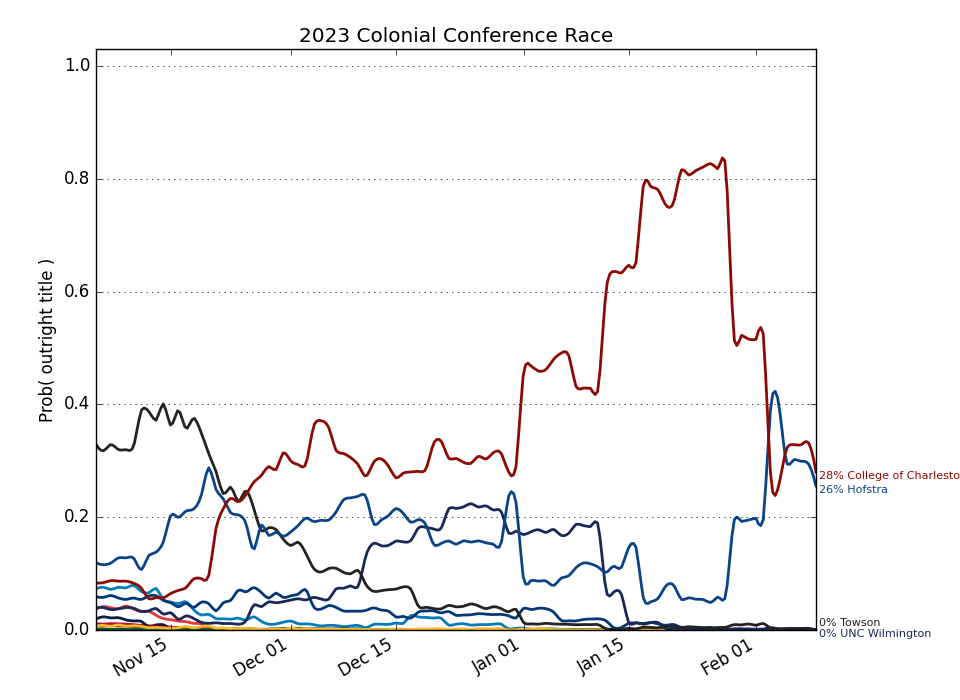 2023 Colonial Conference Race
Prob( outright title )
1.0
0.8
0.6
0.4
0.2
0.0
Nov 15
Dec 01
Dec 15
Jan 01
Jan 15
Feb 01
28% College of Charlesto
26% Hofstra
0% Towson
0% UNC Wilmington